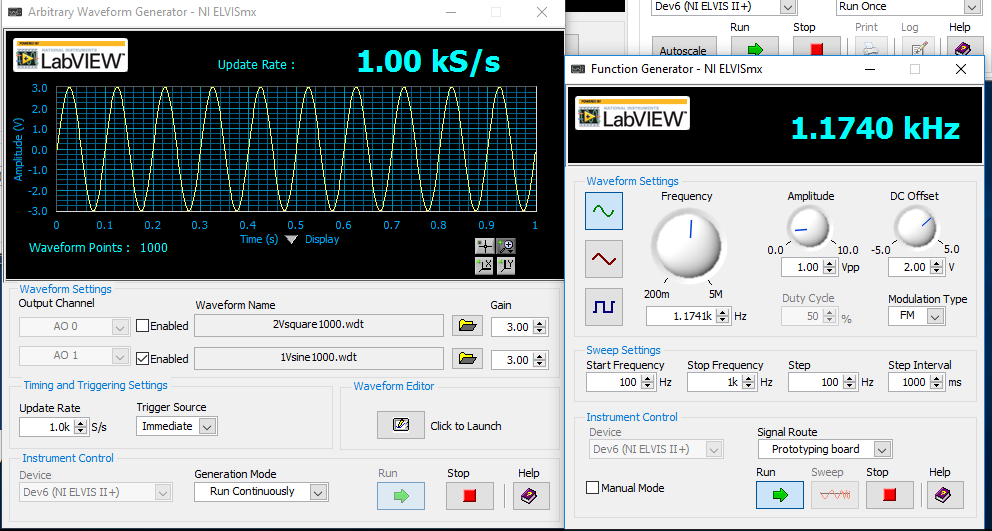 Arbitrary Waveform Generator - NI ELVISmx
POWERED BY
NATIONAL INSTRUMENTS
LabVIEW
Update Rate :
1.00 kS/s
Amplitude (V)
3.0
2.0
1.0
0.0
-1.0
-2.0
-3.0
0 0.1 0.2 0.3 0.4 0.5 0.6 0.7 0.8 0.9 1
Time (s)
Display
Waveform Points : 1000
X
Y
Waveform Settings
Output Channel
Waveform Name
Gain
AO 0
Enabled
2Vsquare1000.wdt
3.00
AO 1
Enabled
1Vsine1000.wdt
3.00
Timing and Triggering Settings
Update Rate
Trigger Source
1.0k S/s
Immediate
Waveform Editor
Click to Launch
Instrument Control
Device
Generation Mode
Run
Stop
Help
Dev6 (NI ELVIS II+)
Run Continuously
Dev6 (NI ELVIS II+)
Run Once
Autoscale
Run
Stop
Print
Log
Help
Function Generator - NI ELVISmx
POWERED BY
NATIONAL INSTRUMENTS
LabVIEW
1.1740 kHz
Waveform Settings
Frequency
Amplitude
DC Offset
200m 5M
0.0 10.0
-5.0 5.0
1.1741k Hz
1.00 Vpp
2.00 V
Duty Cycle
50 %
Modulation Type
FM
Sweep Settings
Start Frequency
Stop Frequency
Step
Step Interval
100 Hz
1k Hz
100 Hz
1000 ms
Instrument Control
Device
Signal Route
Dev6 (NI ELVIS II+)
Prototyping board
Manual Mode
Run
Sweep
Stop
Help